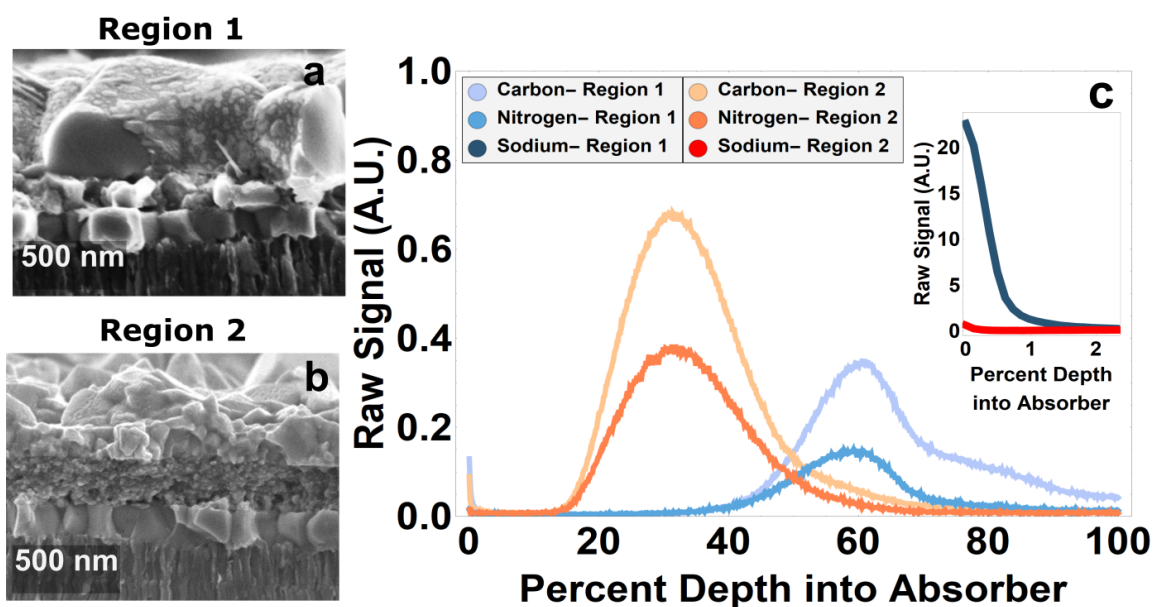 Region 1
a
500 nm
Region 2
b
500 nm
c
Carbon– Region 1
Nitrogen– Region 1
Sodium– Region 1
Carbon– Region 2
Nitrogen– Region 2
Sodium– Region 2
Raw Signal (A.U.)
1.0
0.8
0.6
0.4
0.2
0.0
0
20
40
60
80
100
Percent Depth into Absorber
Raw Signal (A.U.)
20
15
10
5
0
0
1
2
Percent Depth
into Absorber